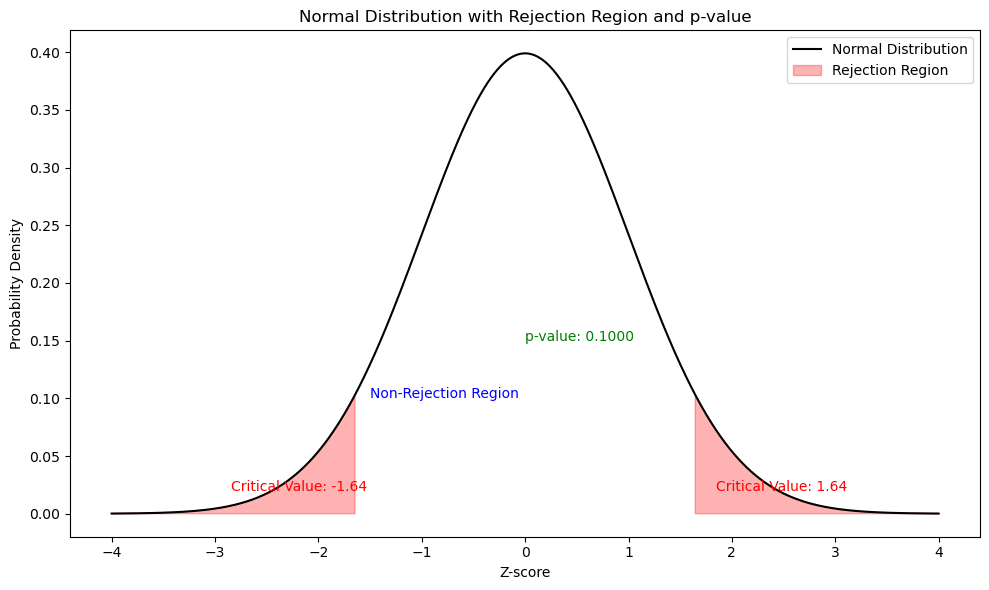 Normal Distribution with Rejection Region and p-value
Normal Distribution
Rejection Region
Probability Density
0.40
0.35
0.30
0.25
0.20
0.15
0.10
0.05
0.00
p-value: 0.1000
Non-Rejection Region
Critical Value: -1.64
Critical Value: 1.64
−4
−3
−2
−1
0
1
2
3
4
Z-score